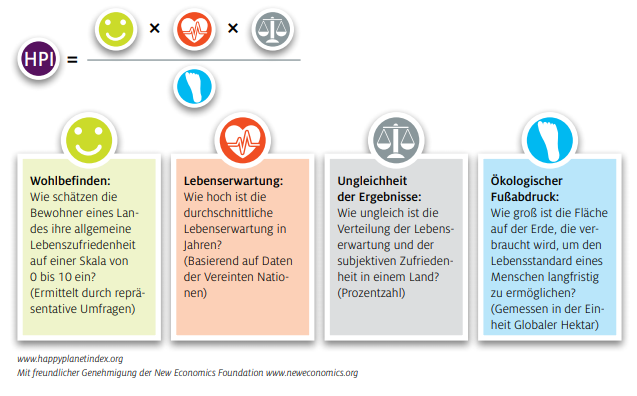 HPI = × ×
Wohlbefinden:
Wie schätzen die
Bewohner eines Lan-
des ihre allgemeine
Lebenszufriedenheit
auf einer Skala von
0 bis 10 ein?
(Ermittelt durch reprä-
sentative Umfragen)
Lebenserwartung:
Wie hoch ist die
durchschnittliche
Lebenserwartung in
Jahren?
(Basierend auf Daten
der Vereinten Natio-
nen)
Ungleichheit
der Ergebnisse:
Wie ungleich ist die
Verteilung der Lebens-
erwartung und der
subjektiven Zufrieden-
heit in einem Land?
(Prozentzahl)
Ökologischer
Fußabdruck:
Wie groß ist die Fläche
auf der Erde, die ver-
braucht wird, um den
Lebensstandard eines
Menschen langfristig
zu ermöglichen?
(Gemessen in der Ein-
heit Globaler Hektar)
www.happyplanetindex.org
Mit freundlicher Genehmigung der New Economics Foundation www.neweconomics.org